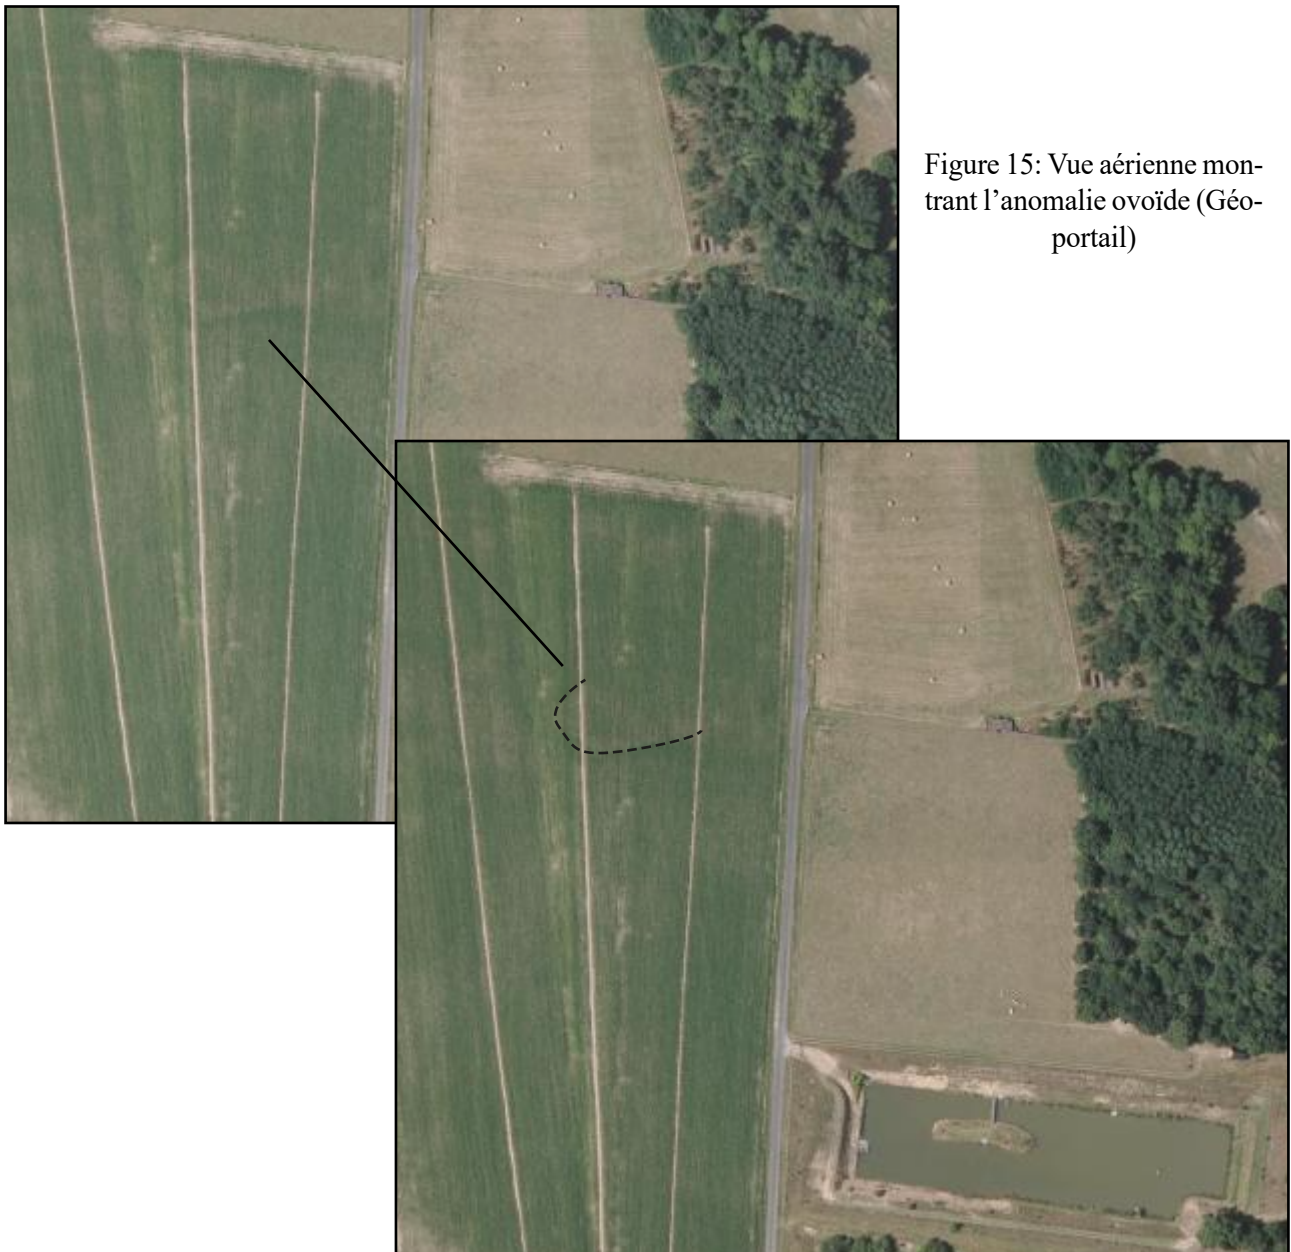 Figure 15: Vue aérienne mon-
trant l’anomalie ovoïde (Géo-
portail)